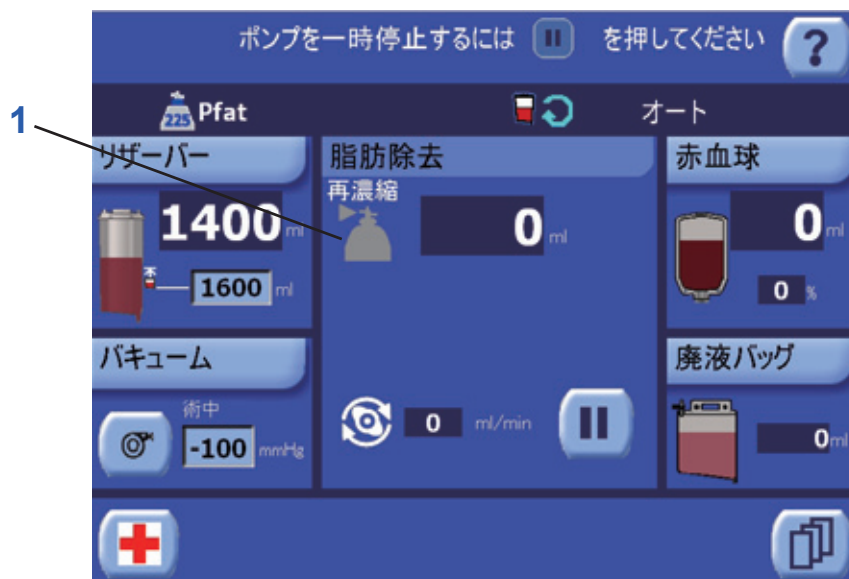 ポンプを一時停止するには を押してください ?
1
225 Pfat オート
リザーバー
1400 ml
1600 ml
脂肪除去
再濃縮
0 ml
赤血球
0 ml
0 %
バキューム
術中
-100 mmHg
0 ml/min
廃液バッグ
0 ml